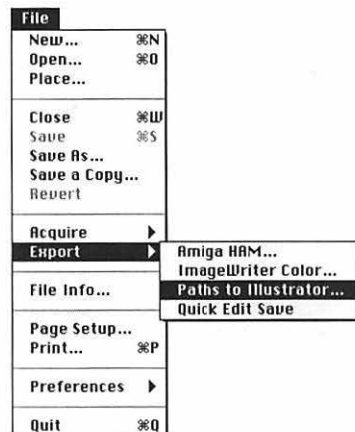 File
New... ⌘N
Open... ⌘O
Place...
Close ⌘W
Save ⌘S
Save As...
Save a Copy...
Revert
Acquire
Export
Amiga HAM...
ImageWriter Color...
Paths to Illustrator...
Quick Edit Save
File Info...
Page Setup...
Print... ⌘P
Preferences
Quit ⌘Q